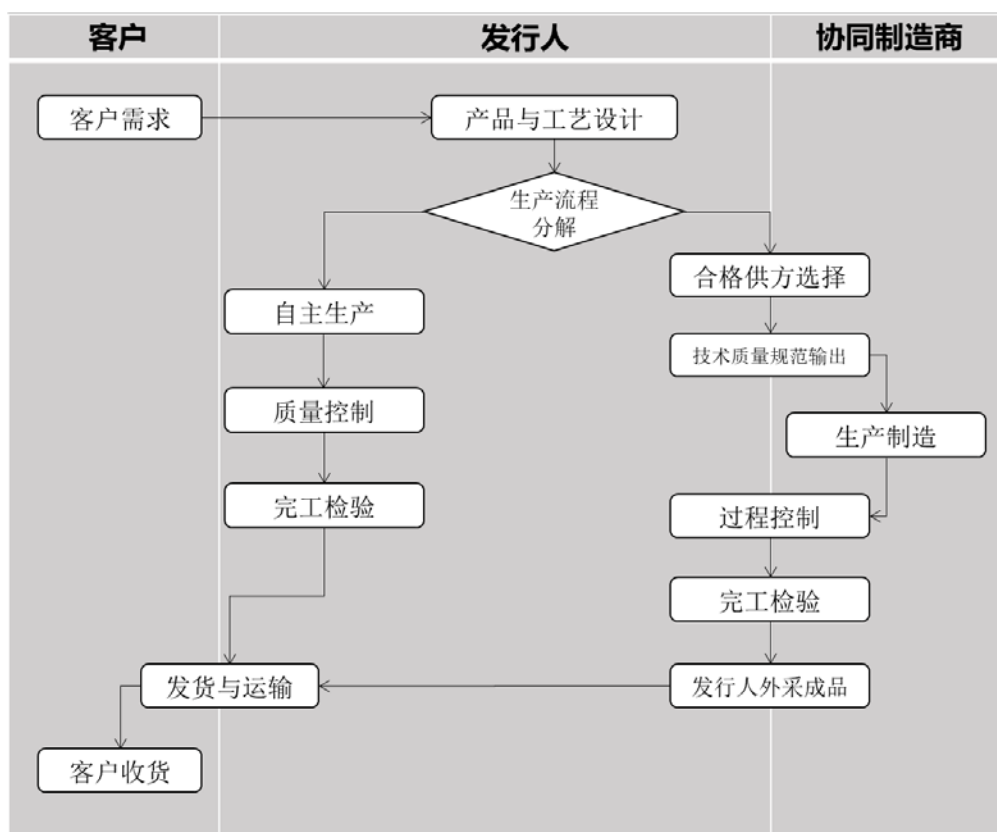 客户
发行人
协同制造商
客户需求
产品与工艺设计
生产流程
分解
合格供方选择
自主生产
技术质量规范输出
质量控制
生产制造
完工检验
过程控制
完工检验
发货与运输
发行人外采成品
客户收货